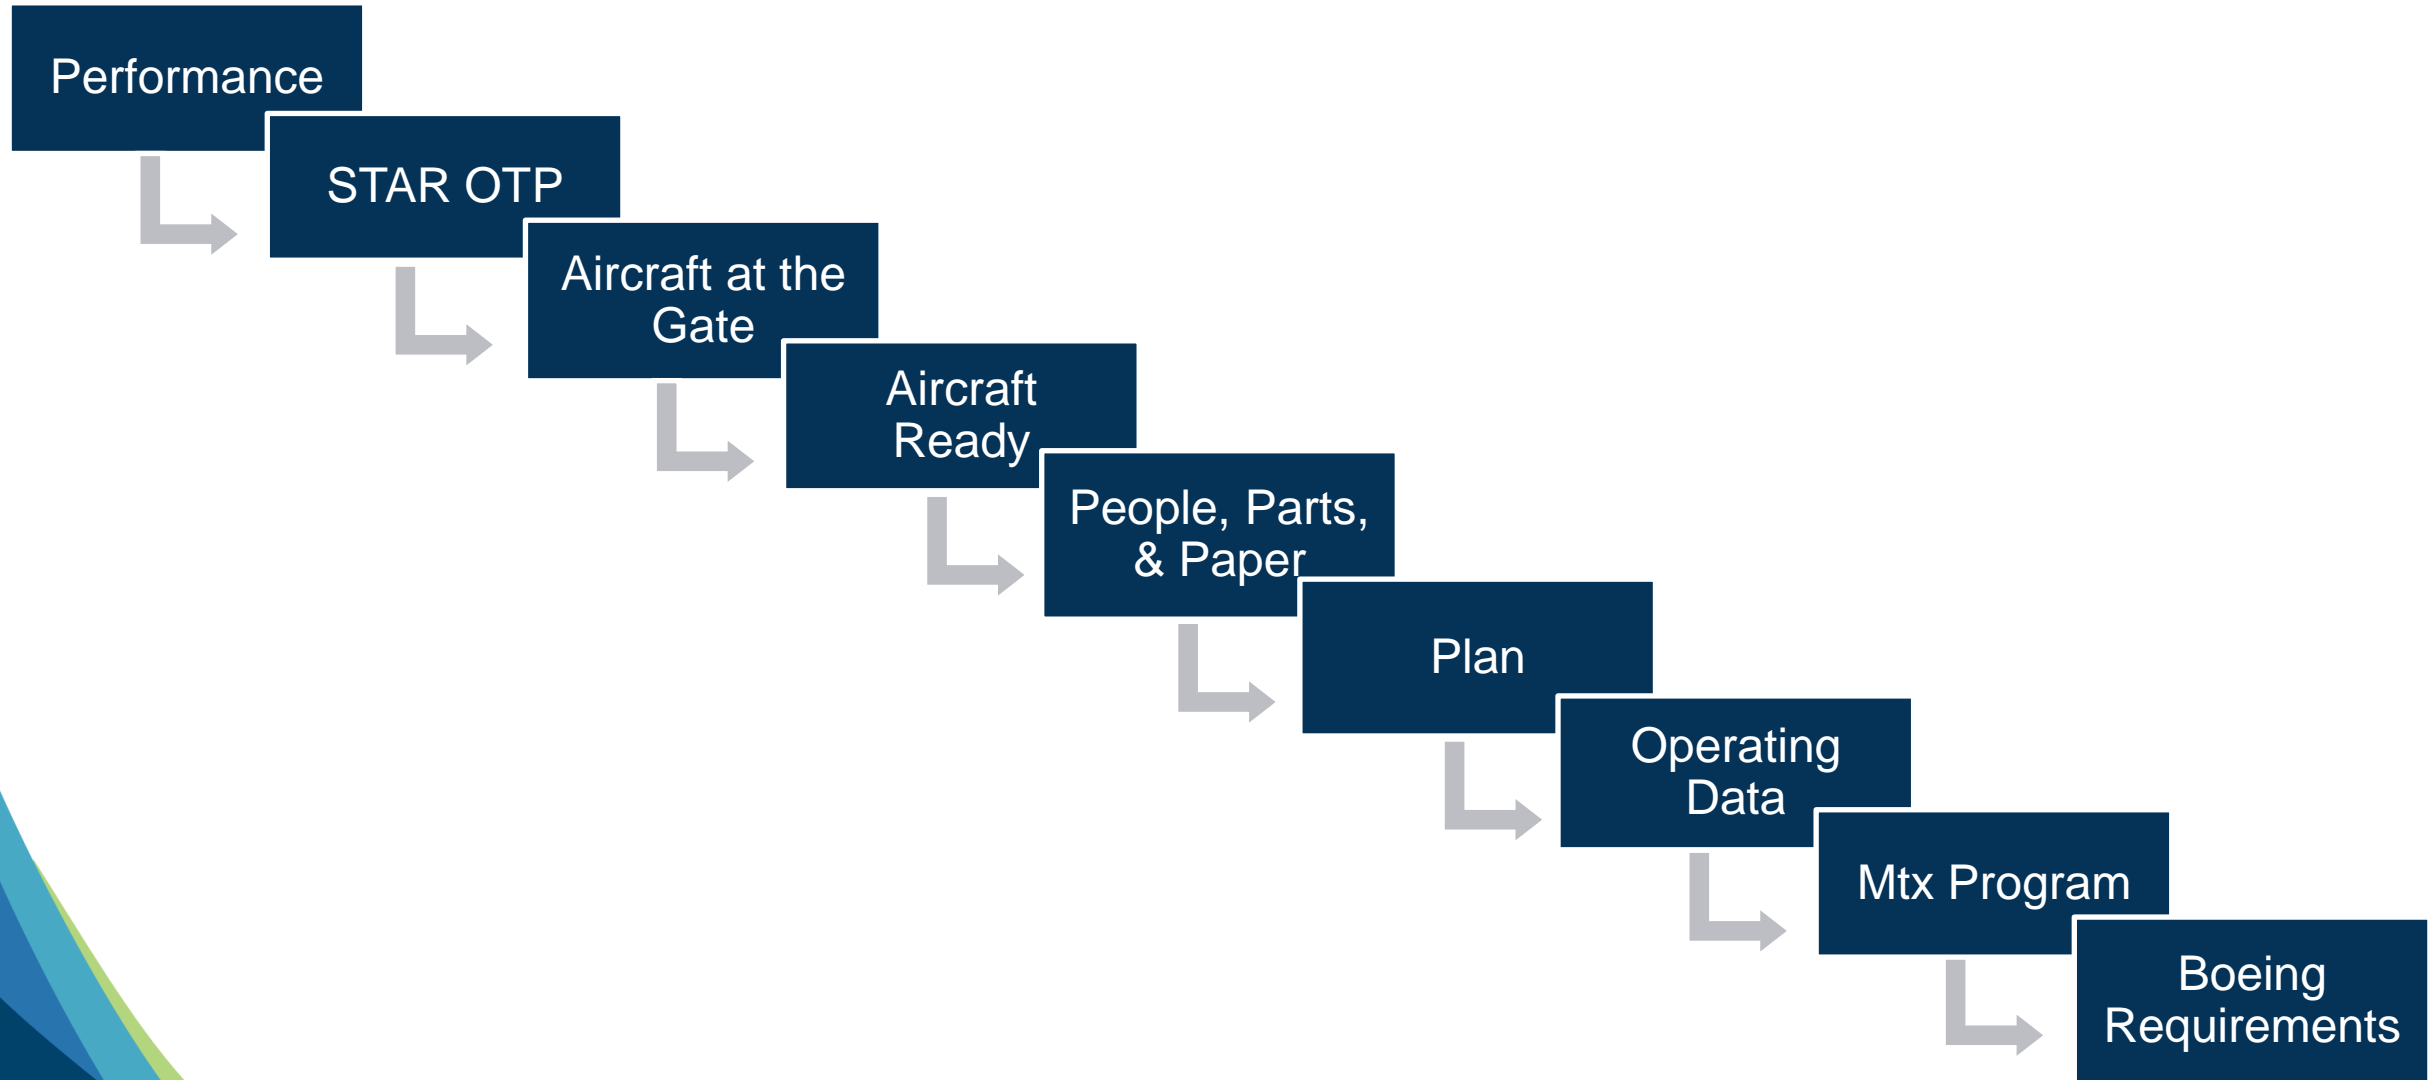 Performance
STAR OTP
Aircraft at the
Gate
Aircraft
Ready
People, Parts,
& Paper
Plan
Operating
Data
Mtx Program
Boeing
Requirements